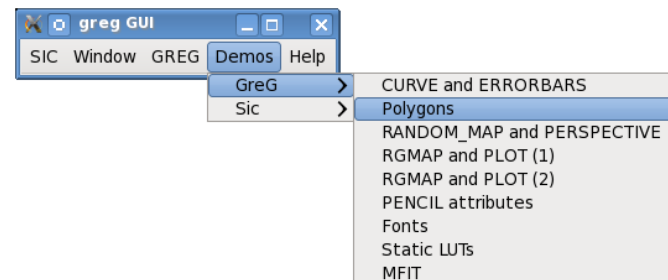 greg GUI
SIC Window GREG Demos Help
GreG
Sic
CURVE and ERRORBARS
Polygons
RANDOM_MAP and PERSPECTIVE
RGMAP and PLOT (1)
RGMAP and PLOT (2)
PENCIL attributes
Fonts
Static LUTs
MFIT